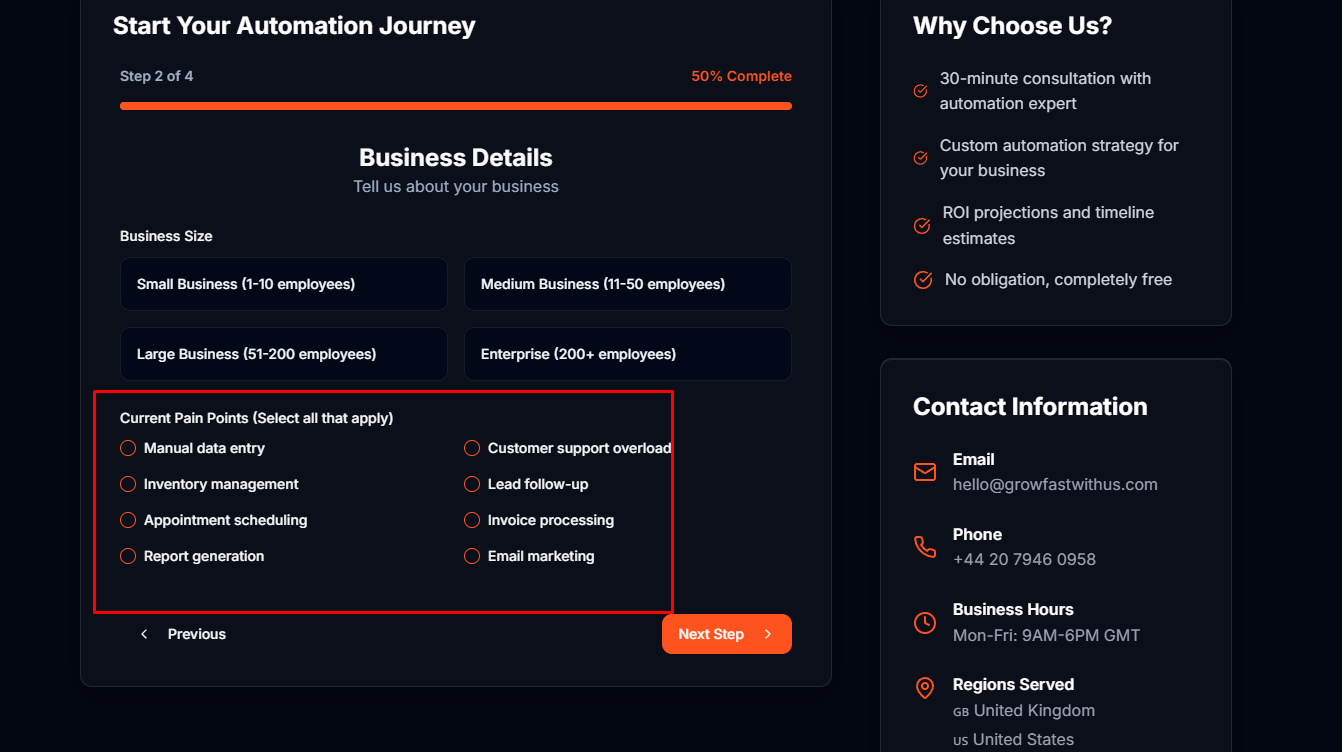 Start Your Automation Journey
Step 2 of 4
50% Complete
Business Details
Tell us about your business
Business Size
Small Business (1-10 employees)
Medium Business (11-50 employees)
Large Business (51-200 employees)
Enterprise (200+ employees)
Current Pain Points (Select all that apply)
Manual data entry
Customer support overload
Inventory management
Lead follow-up
Appointment scheduling
Invoice processing
Report generation
Email marketing
Previous
Next Step
Why Choose Us?
30-minute consultation with
automation expert
Custom automation strategy for
your business
ROI projections and timeline
estimates
No obligation, completely free
Contact Information
Email
hello@growfastwithus.com
Phone
+44 20 7946 0958
Business Hours
Mon-Fri: 9AM-6PM GMT
Regions Served
GB United Kingdom
US United States